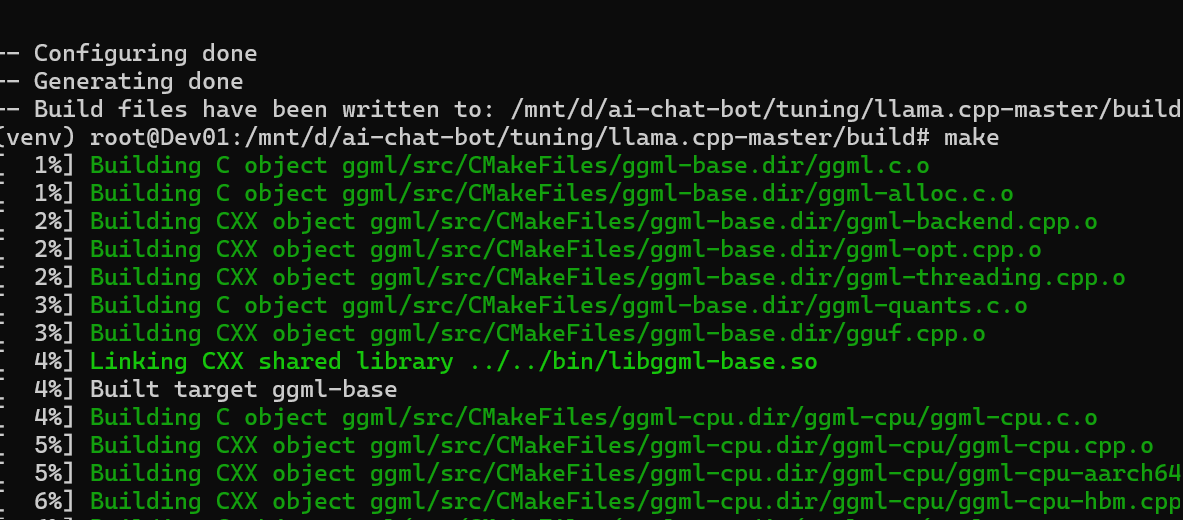 -- Configuring done
-- Generating done
-- Build files have been written to: /mnt/d/ai-chat-bot/tuning/llama.cpp-master/build
(venv) root@Dev01:/mnt/d/ai-chat-bot/tuning/llama.cpp-master/build# make
[  1%] Building C object ggml/src/CMakeFiles/ggml-base.dir/ggml.c.o
[  1%] Building C object ggml/src/CMakeFiles/ggml-base.dir/ggml-alloc.c.o
[  2%] Building CXX object ggml/src/CMakeFiles/ggml-base.dir/ggml-backend.cpp.o
[  2%] Building CXX object ggml/src/CMakeFiles/ggml-base.dir/ggml-opt.cpp.o
[  2%] Building CXX object ggml/src/CMakeFiles/ggml-base.dir/ggml-threading.cpp.o
[  3%] Building C object ggml/src/CMakeFiles/ggml-base.dir/ggml-quants.c.o
[  3%] Building CXX object ggml/src/CMakeFiles/ggml-base.dir/gguf.cpp.o
[  4%] Linking CXX shared library ../../bin/libggml-base.so
[  4%] Built target ggml-base
[  4%] Building C object ggml/src/CMakeFiles/ggml-cpu.dir/ggml-cpu/ggml-cpu.c.o
[  5%] Building CXX object ggml/src/CMakeFiles/ggml-cpu.dir/ggml-cpu/ggml-cpu.cpp.o
[  5%] Building CXX object ggml/src/CMakeFiles/ggml-cpu.dir/ggml-cpu/ggml-cpu-aarch64
[  6%] Building CXX object ggml/src/CMakeFiles/ggml-cpu.dir/ggml-cpu/ggml-cpu-hbm.cpp